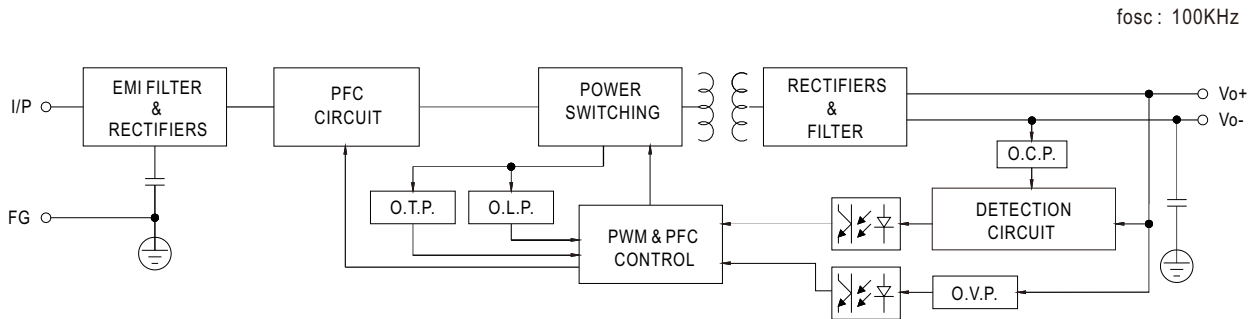 fosc : 100KHz
I/P
EMI FILTER
&
RECTIFIERS
PFC
CIRCUIT
POWER
SWITCHING
RECTIFIERS
&
FILTER
Vo+
Vo-
O.C.P.
FG
O.T.P.
O.L.P.
PWM & PFC
CONTROL
DETECTION
CIRCUIT
O.V.P.